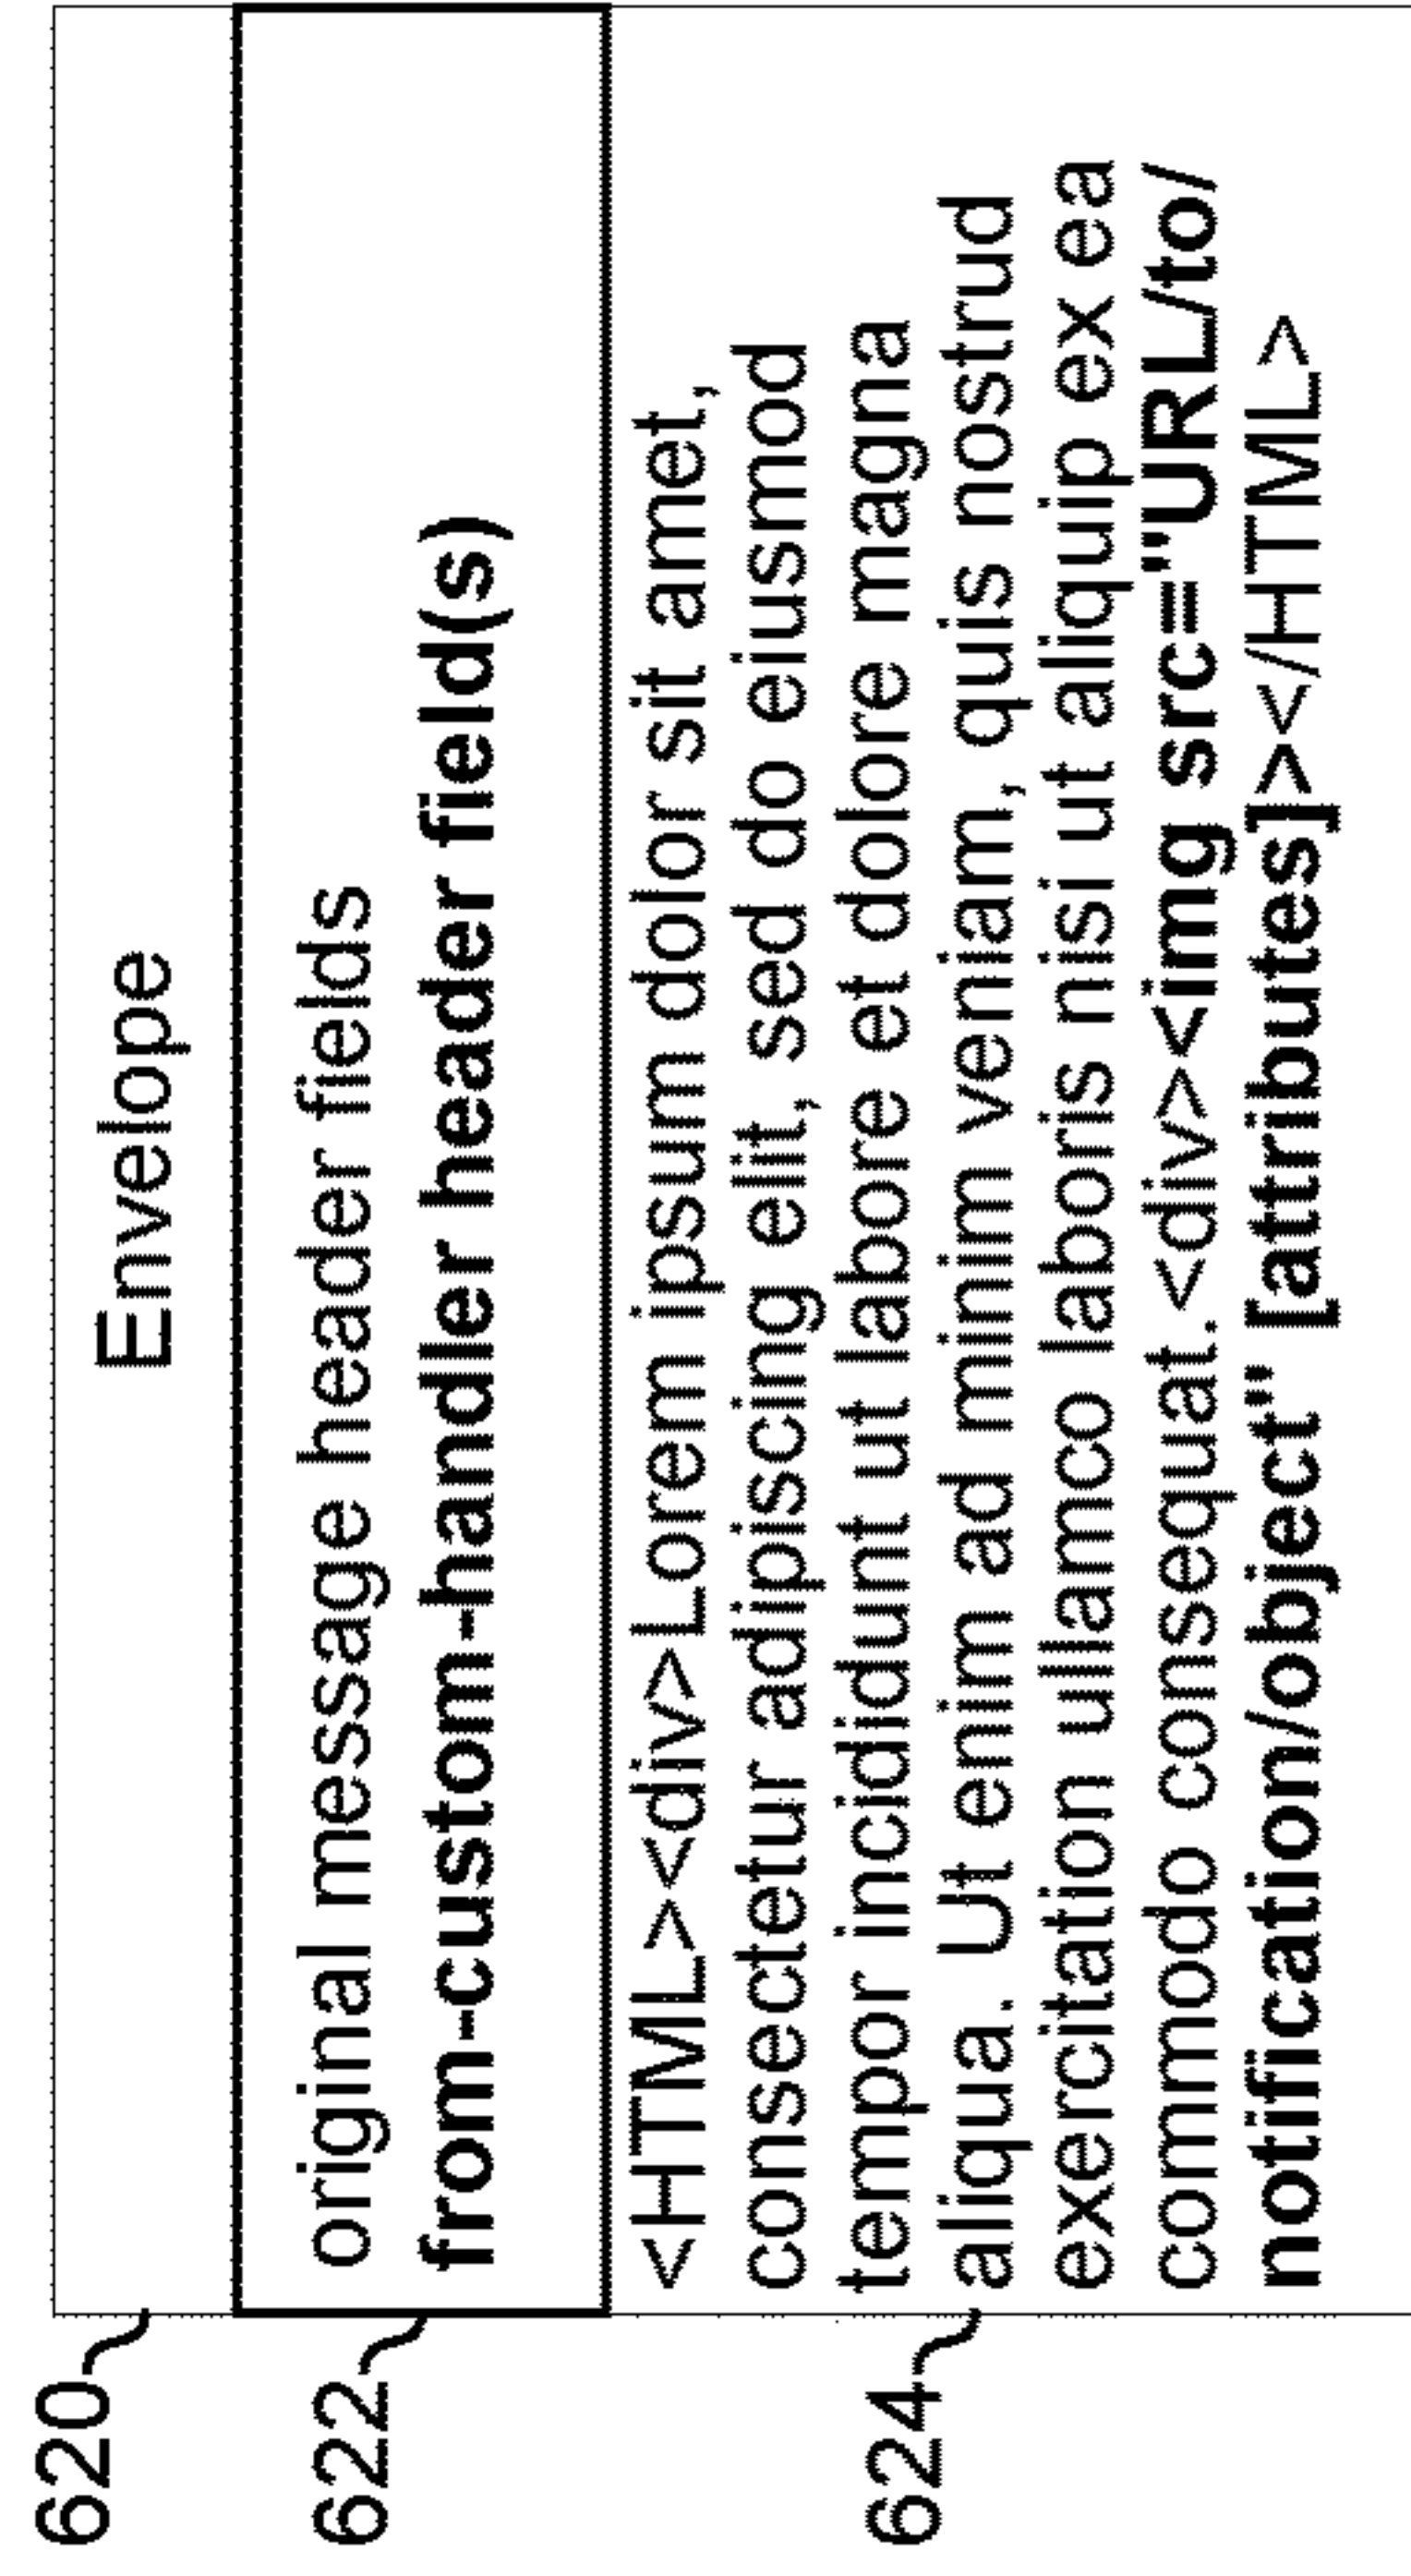 620
Envelope
622
original message header fields
from-custom-handler header field(s)
624
<HTML><div>Lorem ipsum dolor sit amet,
consectetur adipiscing elit, sed do eiusmod
tempor incididunt ut labore et dolore magna
aliqua. Ut enim ad minim veniam, quis nostrud
exercitation ullamco laboris nisi ut aliquip ex ea
commodo consequat.<div><img src="URL/to/
notification/object" [attributes]></HTML>